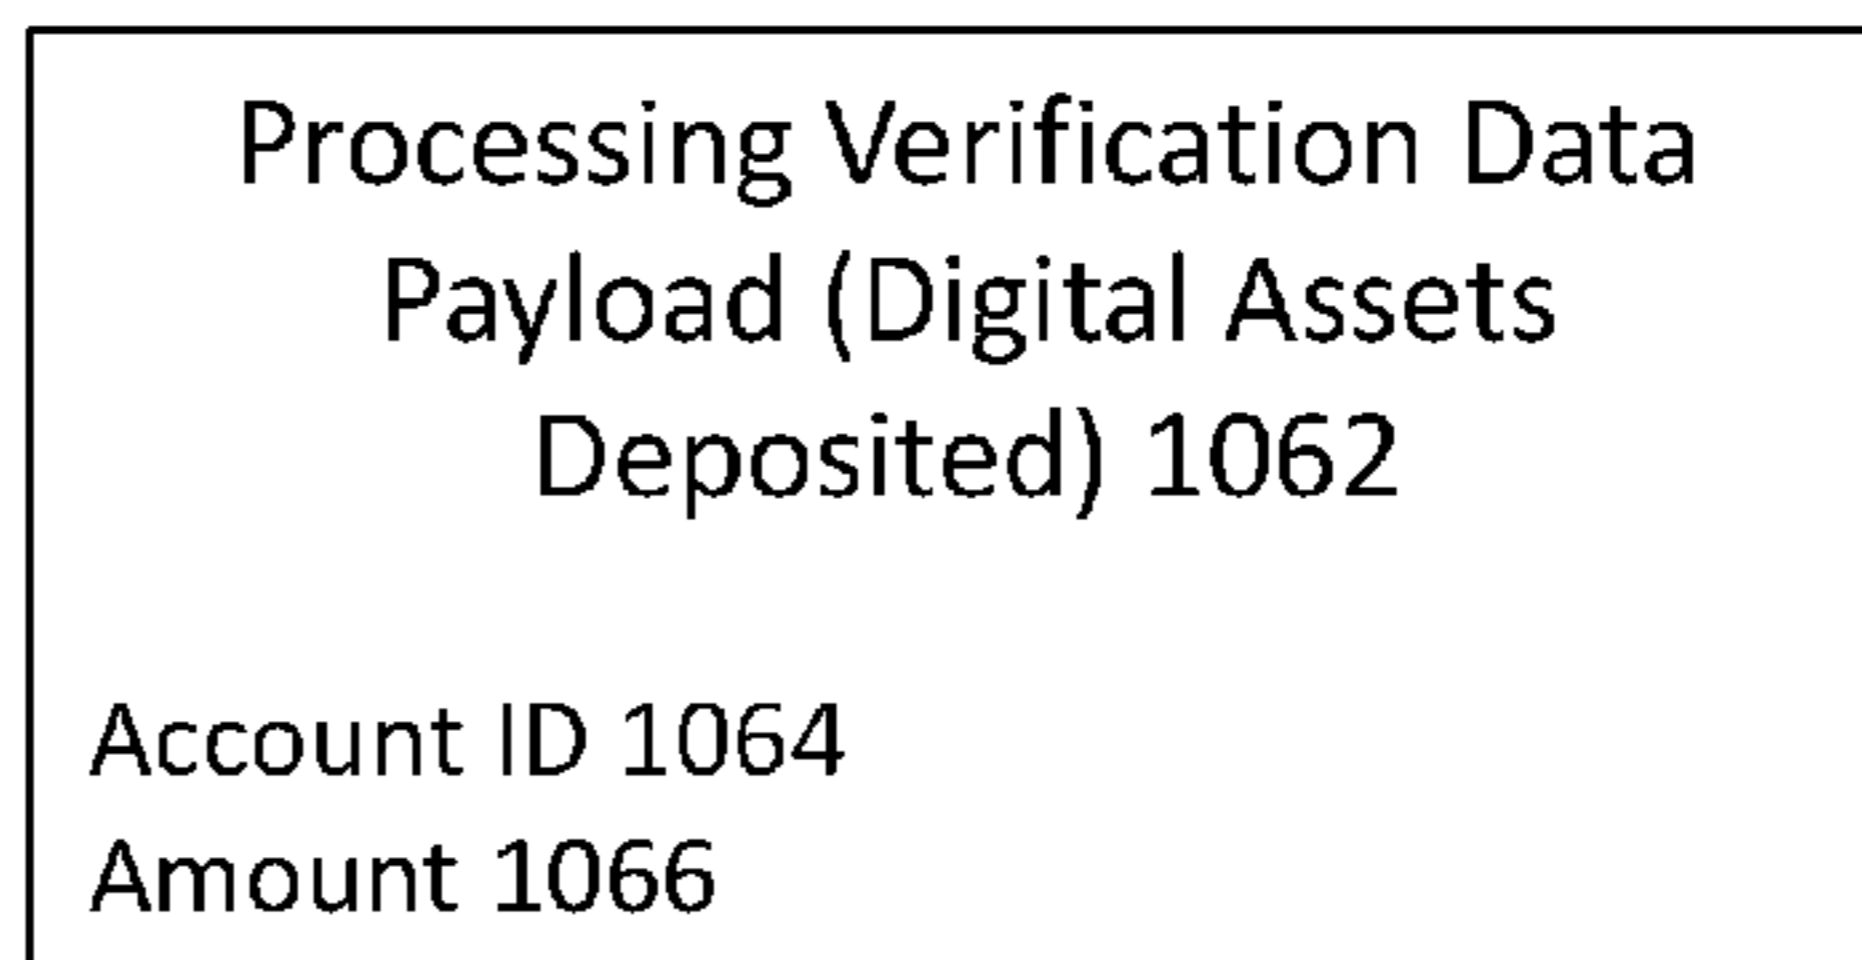 Processing Verification Data
Payload (Digital Assets
Deposited) 1062
Account ID 1064
Amount 1066